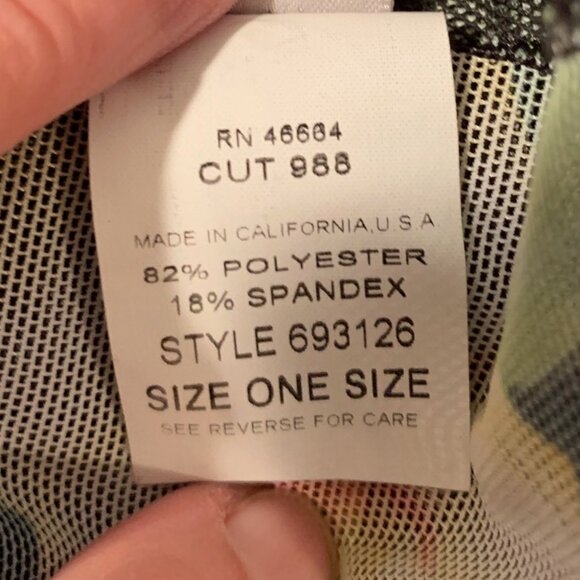 RN 46664
CUT 988
MADE IN CALIFORNIA, U.S.A
82% POLYESTER
18% SPANDEX
STYLE 693126
SIZE ONE SIZE
SEE REVERSE FOR CARE